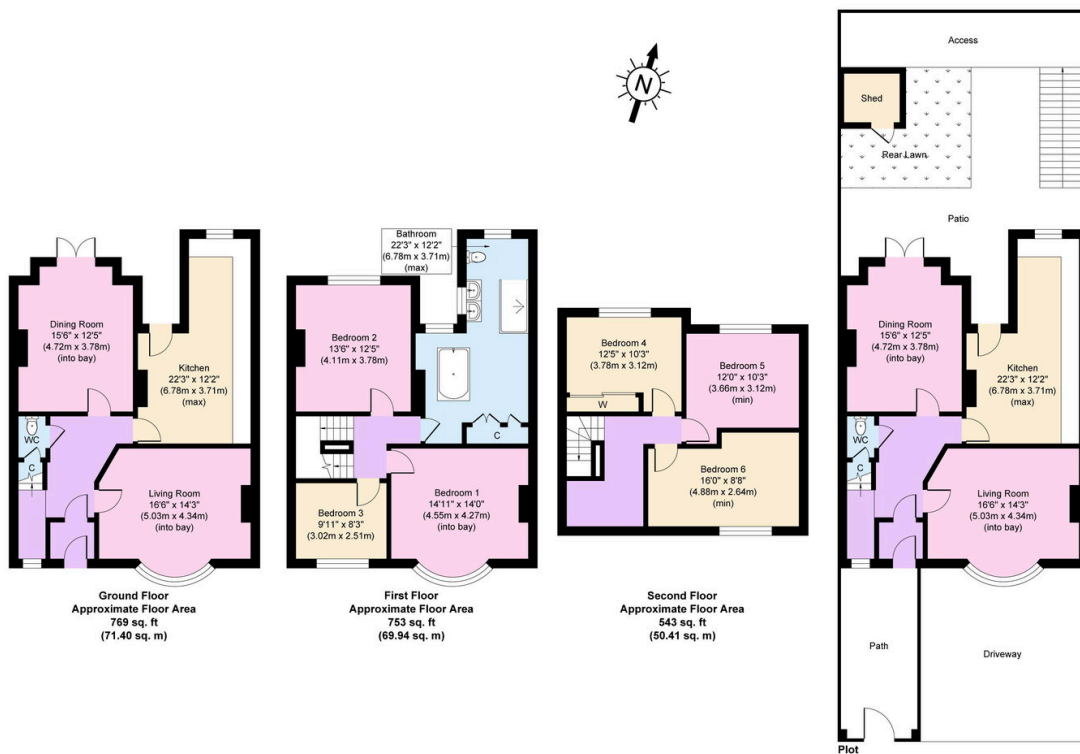 N
Dining Room
15'6" x 12'5"
(4.72m x 3.78m)
(into bay)
Kitchen
22'3" x 12'2"
(6.78m x 3.71m)
(max)
WC
C
Living Room
16'6" x 14'3"
(5.03m x 4.34m)
(into bay)
Ground Floor
Approximate Floor Area
769 sq. ft
(71.40 sq. m)
Bathroom
22'3" x 12'2"
(6.78m x 3.71m)
(max)
Bedroom 2
13'6" x 12'5"
(4.11m x 3.78m)
C
Bedroom 1
14'11" x 14'0"
(4.55m x 4.27m)
(into bay)
Bedroom 3
9'11" x 8'3"
(3.02m x 2.51m)
First Floor
Approximate Floor Area
753 sq. ft
(69.94 sq. m)
Bedroom 4
12'5" x 10'3"
(3.78m x 3.12m)
W
Bedroom 5
12'0" x 10'3"
(3.66m x 3.12m)
(min)
Bedroom 6
16'0" x 8'8"
(4.88m x 2.64m)
(min)
Second Floor
Approximate Floor Area
543 sq. ft
(50.41 sq. m)
Access
Shed
Rear Lawn
Patio
Dining Room
15'6" x 12'5"
(4.72m x 3.78m)
(into bay)
Kitchen
22'3" x 12'2"
(6.78m x 3.71m)
(max)
WC
C
Living Room
16'6" x 14'3"
(5.03m x 4.34m)
(into bay)
Path
Driveway
Plot